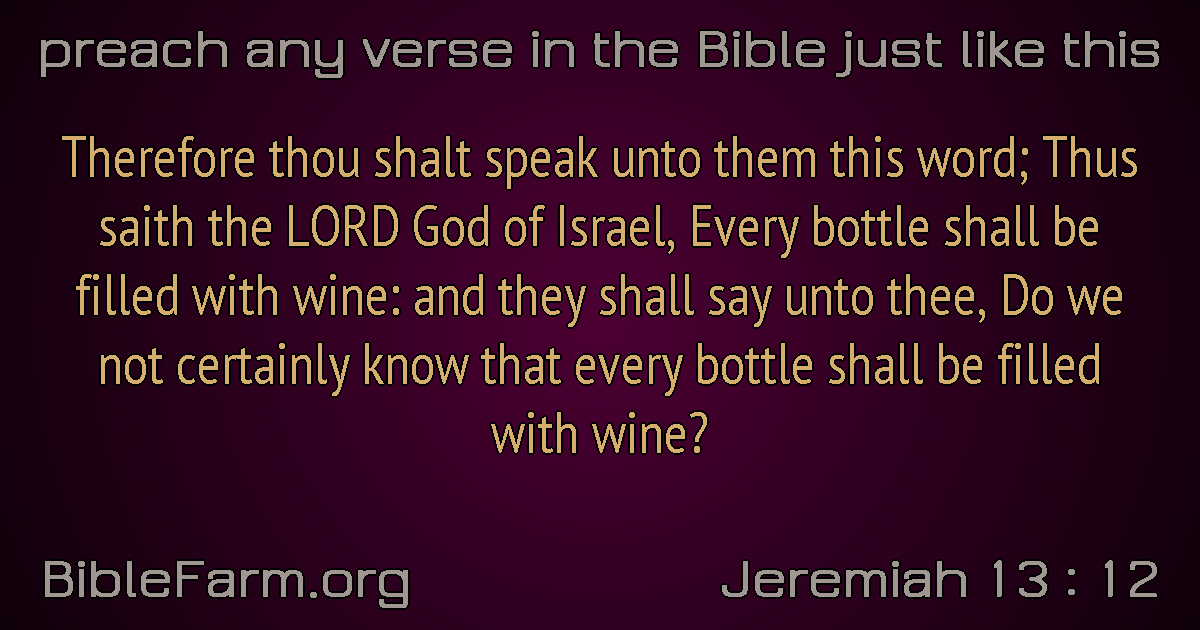 preach any verse in the Bible just like this
Therefore thou shalt speak unto them this word; Thus
saith the LORD God of Israel, Every bottle shall be
filled with wine: and they shall say unto thee, Do we
not certainly know that every bottle shall be filled
with wine?
BibleFarm.org
Jeremiah 13 : 12